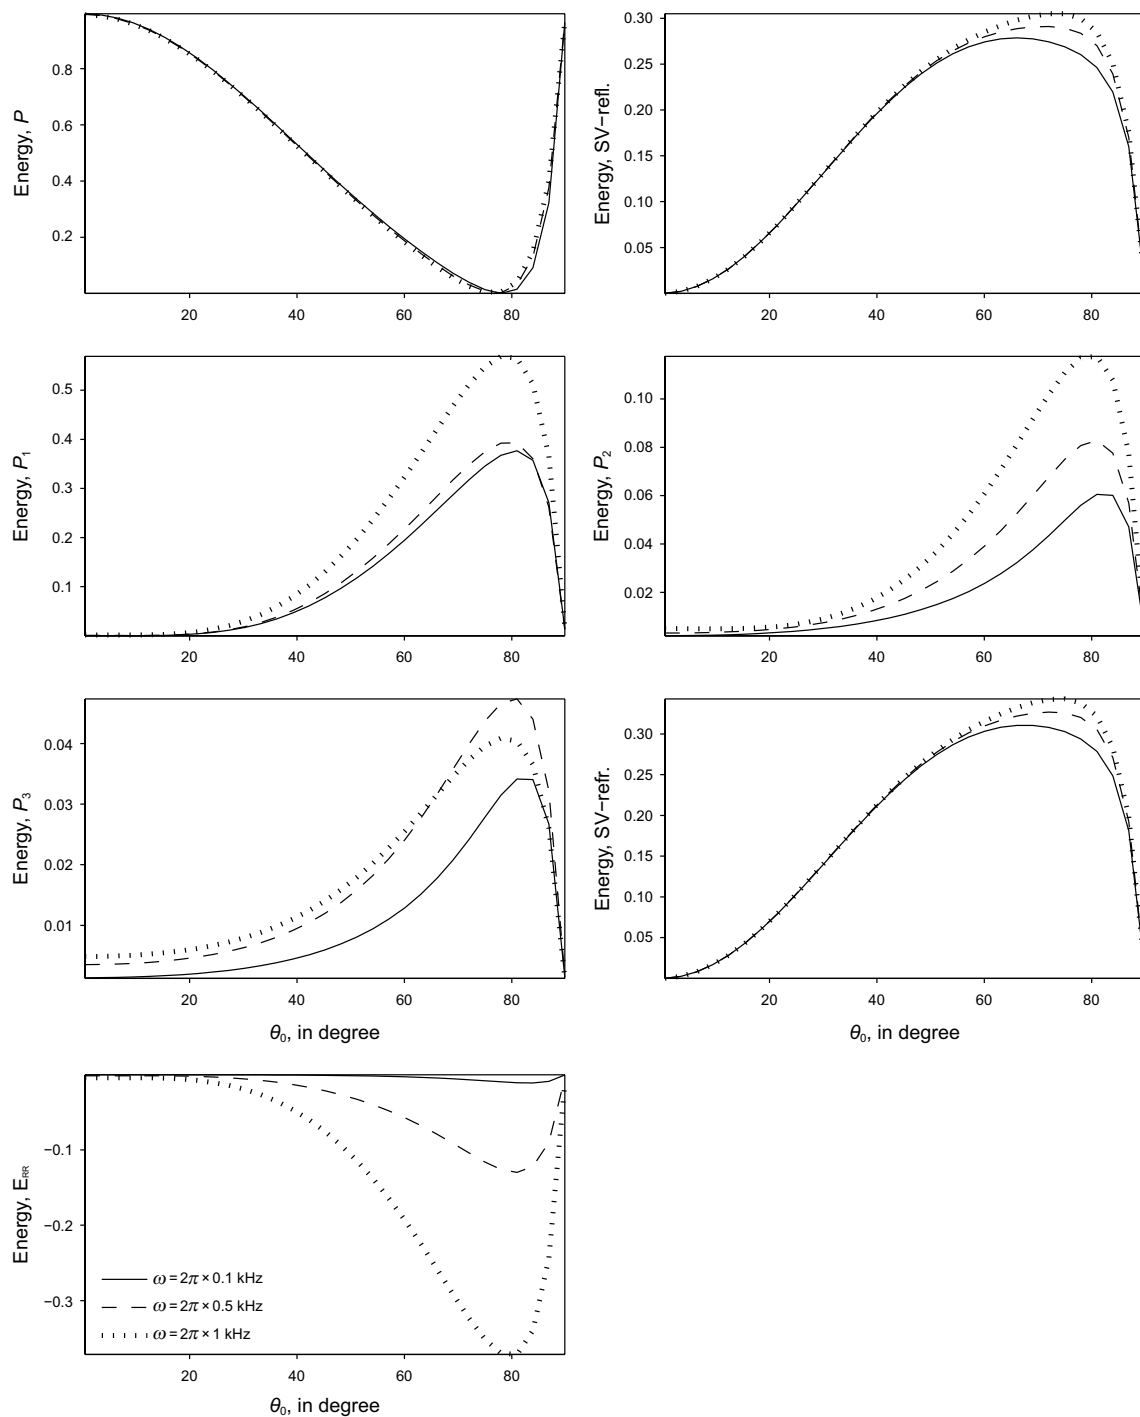 Energy, P
0.8
0.6
0.4
0.2
20 40 60 80
Energy, SV−refl.
0.30
0.25
0.20
0.15
0.10
0.05
20 40 60 80
Energy, P₁
0.5
0.4
0.3
0.2
0.1
20 40 60 80
Energy, P₂
0.10
0.08
0.06
0.04
0.02
20 40 60 80
Energy, P₃
0.04
0.03
0.02
0.01
20 40 60 80
θ₀, in degree
Energy, SV−refr.
0.30
0.25
0.20
0.15
0.10
0.05
20 40 60 80
θ₀, in degree
Energy, E_RR
−0.1
−0.2
−0.3
ω = 2π × 0.1 kHz
ω = 2π × 0.5 kHz
ω = 2π × 1 kHz
20 40 60 80
θ₀, in degree